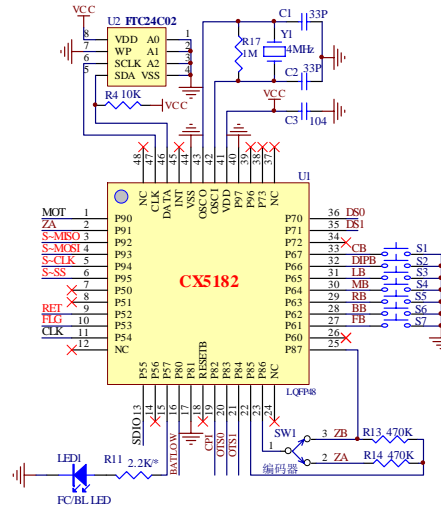 VCC
U2 FTC24C02
8 VDD A0 1
7 WP A1 2
6 SCLK A2 3
5 SDA VSS 4
R4 10K
VCC
C1 33P
R17 1M
Y1 4MHz
C2 33P
VCC
C3 104
48 47 46 45 44 43 42 41 40 39 38 37
NC CLK DATA INT VSS OSCO OSCI VDD P97 P96 P73 NC
U1
MOT 1 P90
ZA 2 P91
S~MISO 3 P92
S~MOSI 4 P93
S~CLK 5 P94
S~SS 6 P95
7 P50
8 P51
RET 9 P52
FLG 10 P53
CLK 11 P54
12 NC
CX5182
P70 36 DS0
P71 35 DS1
P72 34
P67 33 CB S1
P66 32 DIPB S2
P65 31 LB S3
P64 30 MB S4
P63 29 RB S5
P62 28 BB S6
P61 27 FB S7
P60 26
P87 25
P55 P56 P57 P80 P81 RESETB P82 P83 P84 P85 P86 NC
LQFP48
13 14 15 16 17 18 19 20 21 22 23 24
SDIO
BATLOW
CPI
OTS0
OTS1
SW1
1
3 ZB R13 470K
2 ZA R14 470K
编码器
LED1
R11 2.2K/*
FC/BL LED